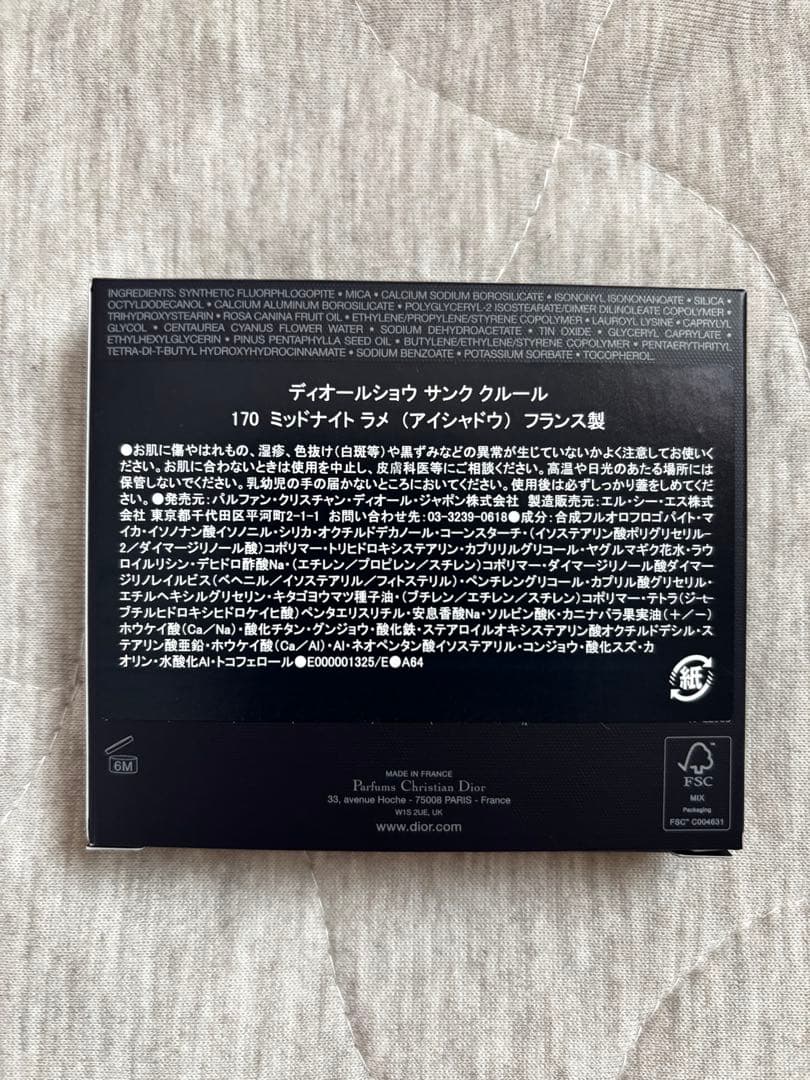 INGREDIENTS: SYNTHETIC FLUORPHLOGOPITE • MICA • CALCIUM SODIUM BOROSILICATE • ISONONYL ISONONANOATE • SILICA •
OCTYLDODECANOL • CALCIUM ALUMINUM BOROSILICATE • POLYGLYCERYL-2 ISOSTEARATE/DIMER DILINOLEATE COPOLYMER •
TRIHYDROXYSTEARIN • ROSA CANINA FRUIT OIL • ETHYLENE/PROPYLENE/STYRENE COPOLYMER • LAUROYL LYSINE • CAPRYLYL
GLYCOL • CENTAUREA CYANUS FLOWER WATER • SODIUM DEHYDROACETATE • TIN OXIDE • GLYCERYL CAPRYLATE •
ETHYLHEXYLGLYCERIN • PINUS PENTAPHYLLA SEED OIL • BUTYLENE/ETHYLENE/STYRENE COPOLYMER • PENTAERYTHRITYL
TETRA-DI-T-BUTYL HYDROXYHYDROCINNAMATE • SODIUM BENZOATE • POTASSIUM SORBATE • TOCOPHEROL.
ディオールショウ サンク クルール
170 ミッドナイト ラメ (アイシャドウ) フランス製
●お肌に傷やはれもの、湿疹、色抜け(白斑等)や黒ずみなどの異常が生じていないかよく注意してお使いく
ださい。お肌に合わないときは使用を中止し、皮膚科医等にご相談ください。高温や日光のあたる場所には
保管しないでください。乳幼児の手の届かないところにおいてください。使用後は必ずしっかり蓋をしめてくだ
さい。●発売元:パルファン・クリスチャン・ディオール・ジャポン株式会社 製造販売元:エル・シー・エス株式
会社 東京都千代田区平河町2-1-1 お問い合わせ先:03-3239-0618●成分:合成フルオロフロゴパイト・マ
イカ・イソノナン酸イソノニル・シリカ・オクチルドデカノール・コーンスターチ・(イソステアリン酸ポリグリセリル-
2/ダイマージリノール酸)コポリマー・トリヒドロキシステアリン・カプリリルグリコール・ヤグルマギク花水・ラウ
ロイルリシン・デヒドロ酢酸Na・(エチレン/プロピレン/スチレン)コポリマー・ダイマージリノール酸ダイマー
ジリノレイルビス(ベヘニル/イソステアリル/フィトステリル)・ペンチレングリコール・カプリル酸グリセリル・
エチルヘキシルグリセリン・キタゴヨウマツ種子油・(ブチレン/エチレン/スチレン)コポリマー・テトラ(ジ-t-
ブチルヒドロキシヒドロケイヒ酸)ペンタエリスリチル・安息香酸Na・ソルビン酸K・カニナバラ果実油(+/-)
ホウケイ酸(Ca/Na)・酸化チタン・グンジョウ・酸化鉄・ステアロイルオキシステアリン酸オクチルドデシル・ス
テアリン酸亜鉛・ホウケイ酸(Ca/Al)・Al・ネオペンタン酸イソステアリル・コンジョウ・酸化スズ・カ
オリン・水酸化Al・トコフェロール●E000001325/E●A64
紙
6M
MADE IN FRANCE
Parfums Christian Dior
33, avenue Hoche - 75008 PARIS - France
W1S 2UE, UK
www.dior.com
FSC
MIX
Packaging
FSC™ C004631